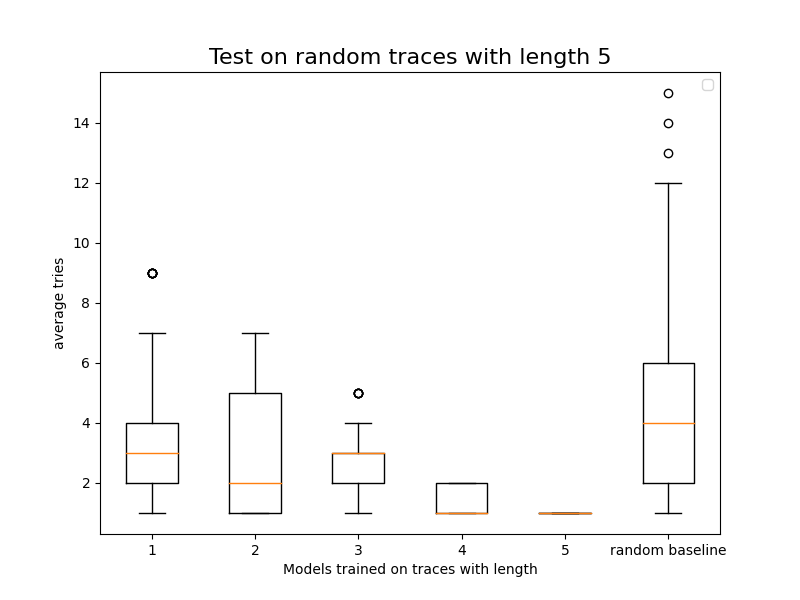 Test on random traces with length 5
14
12
10
8
6
4
2
average tries
1 2 3 4 5 random baseline
Models trained on traces with length